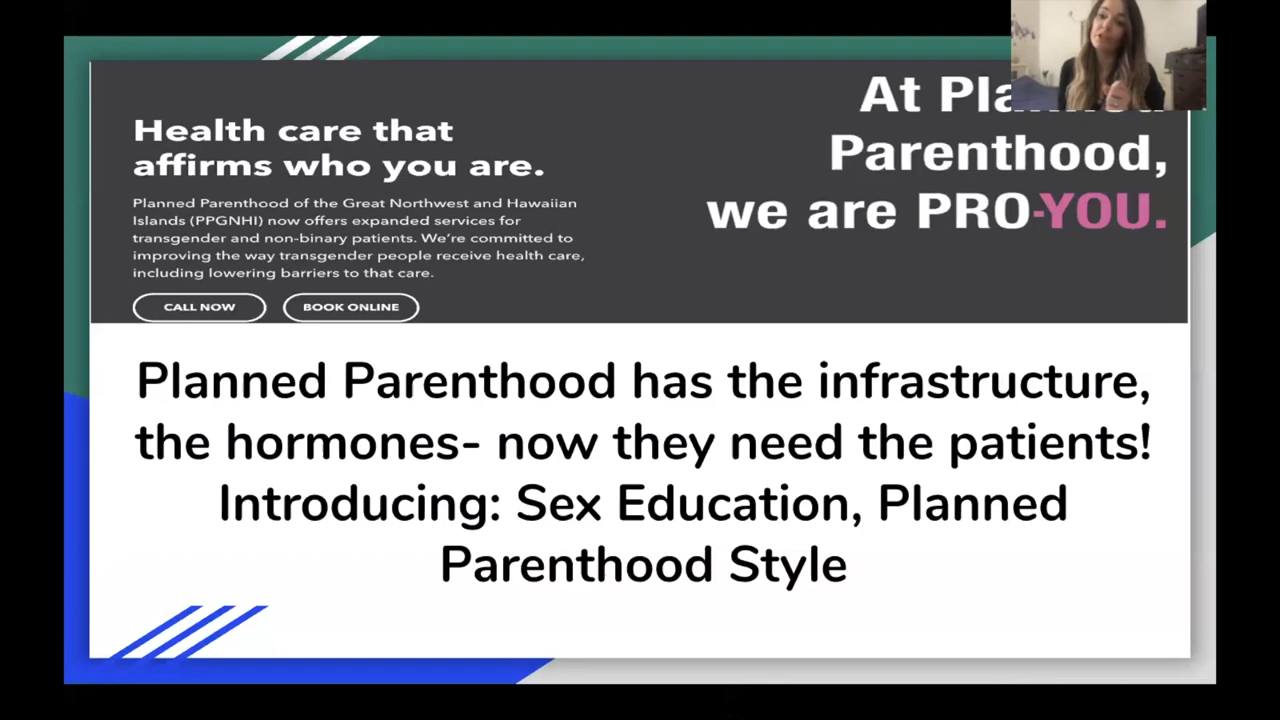 Health care that
affirms who you are.
Planned Parenthood of the Great Northwest and Hawaiian
Islands (PPGNHI) now offers expanded services for
transgender and non-binary patients. We're committed to
improving the way transgender people receive health care,
including lowering barriers to that care.
CALL NOW
BOOK ONLINE
At
Parenthood,
we are PRO-YOU.
Planned Parenthood has the infrastructure,
the hormones- now they need the patients!
Introducing: Sex Education, Planned
Parenthood Style